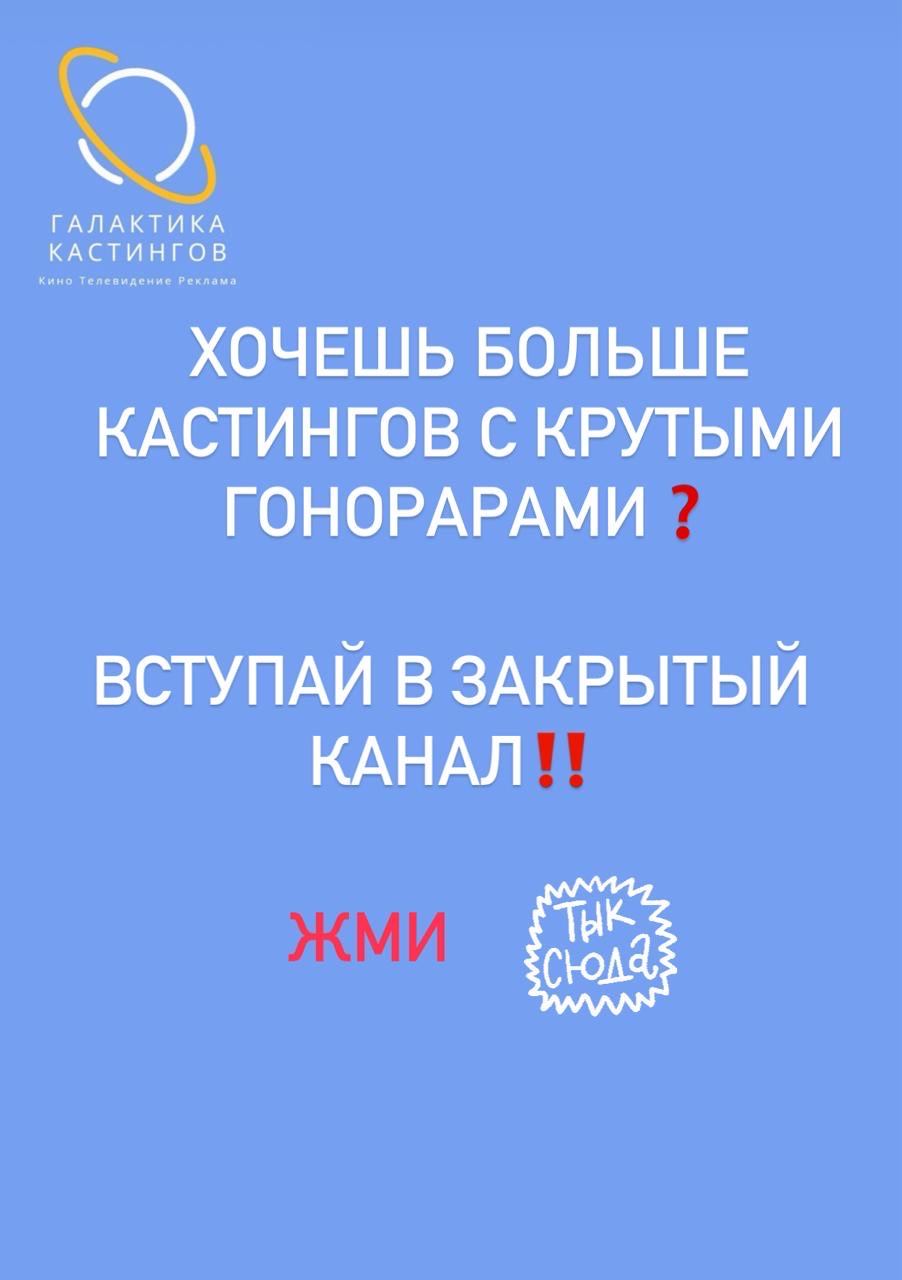 ГАЛАКТИКА
КАСТИНГОВ
Кино Телевидение Реклама
ХОЧЕШЬ БОЛЬШЕ
КАСТИНГОВ С КРУТЫМИ
ГОНОРАРАМИ ❓
ВСТУПАЙ В ЗАКРЫТЫЙ
КАНАЛ‼️
ЖМИ
ТЫК
СЮДА